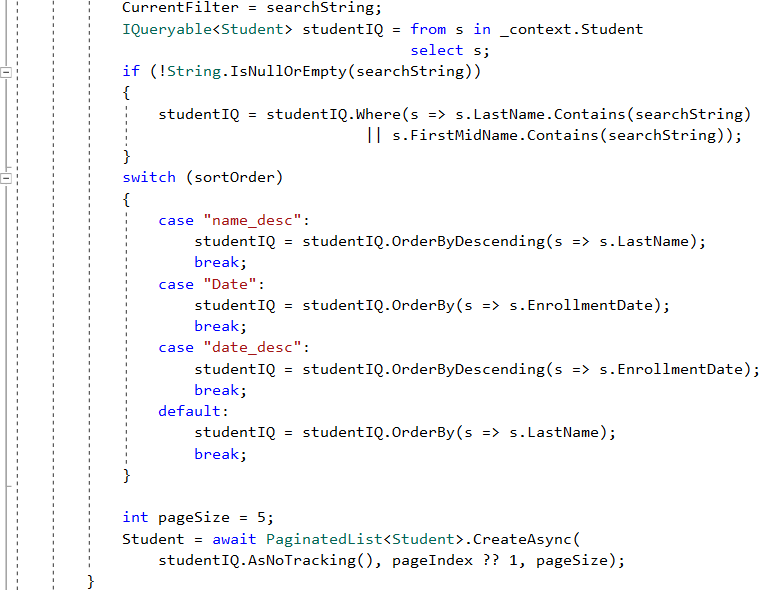 CurrentFilter = searchString;
IQueryable<Student> studentIQ = from s in _context.Student
select s;
if (!String.IsNullOrEmpty(searchString))
{
studentIQ = studentIQ.Where(s => s.LastName.Contains(searchString)
|| s.FirstMidName.Contains(searchString));
}
switch (sortOrder)
{
case "name_desc":
studentIQ = studentIQ.OrderByDescending(s => s.LastName);
break;
case "Date":
studentIQ = studentIQ.OrderBy(s => s.EnrollmentDate);
break;
case "date_desc":
studentIQ = studentIQ.OrderByDescending(s => s.EnrollmentDate);
break;
default:
studentIQ = studentIQ.OrderBy(s => s.LastName);
break;
}
int pageSize = 5;
Student = await PaginatedList<Student>.CreateAsync(
studentIQ.AsNoTracking(), pageIndex ?? 1, pageSize);
}